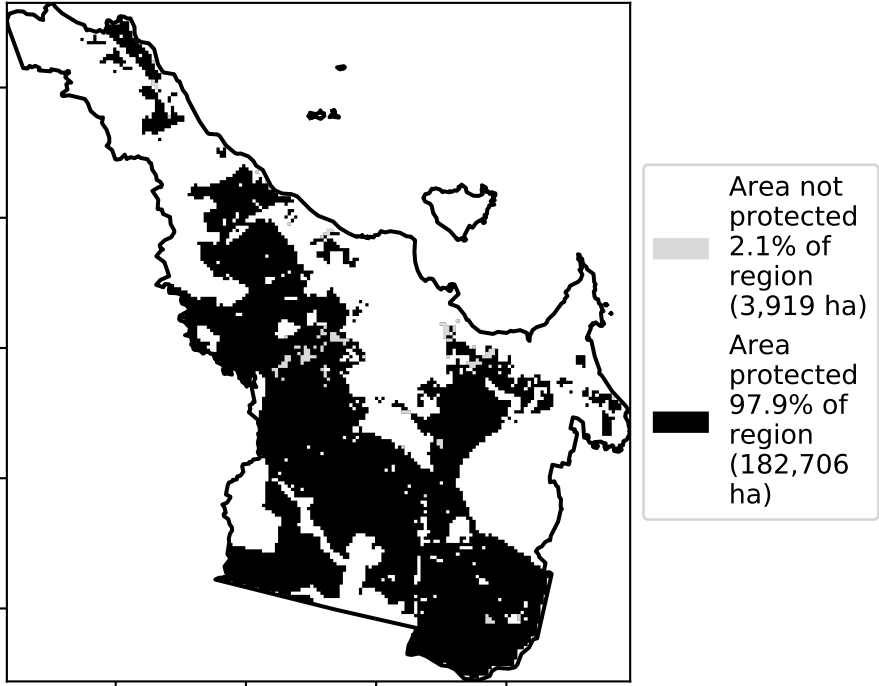 Area not
protected
2.1% of
region
(3,919 ha)
Area
protected
97.9% of
region
(182,706
ha)